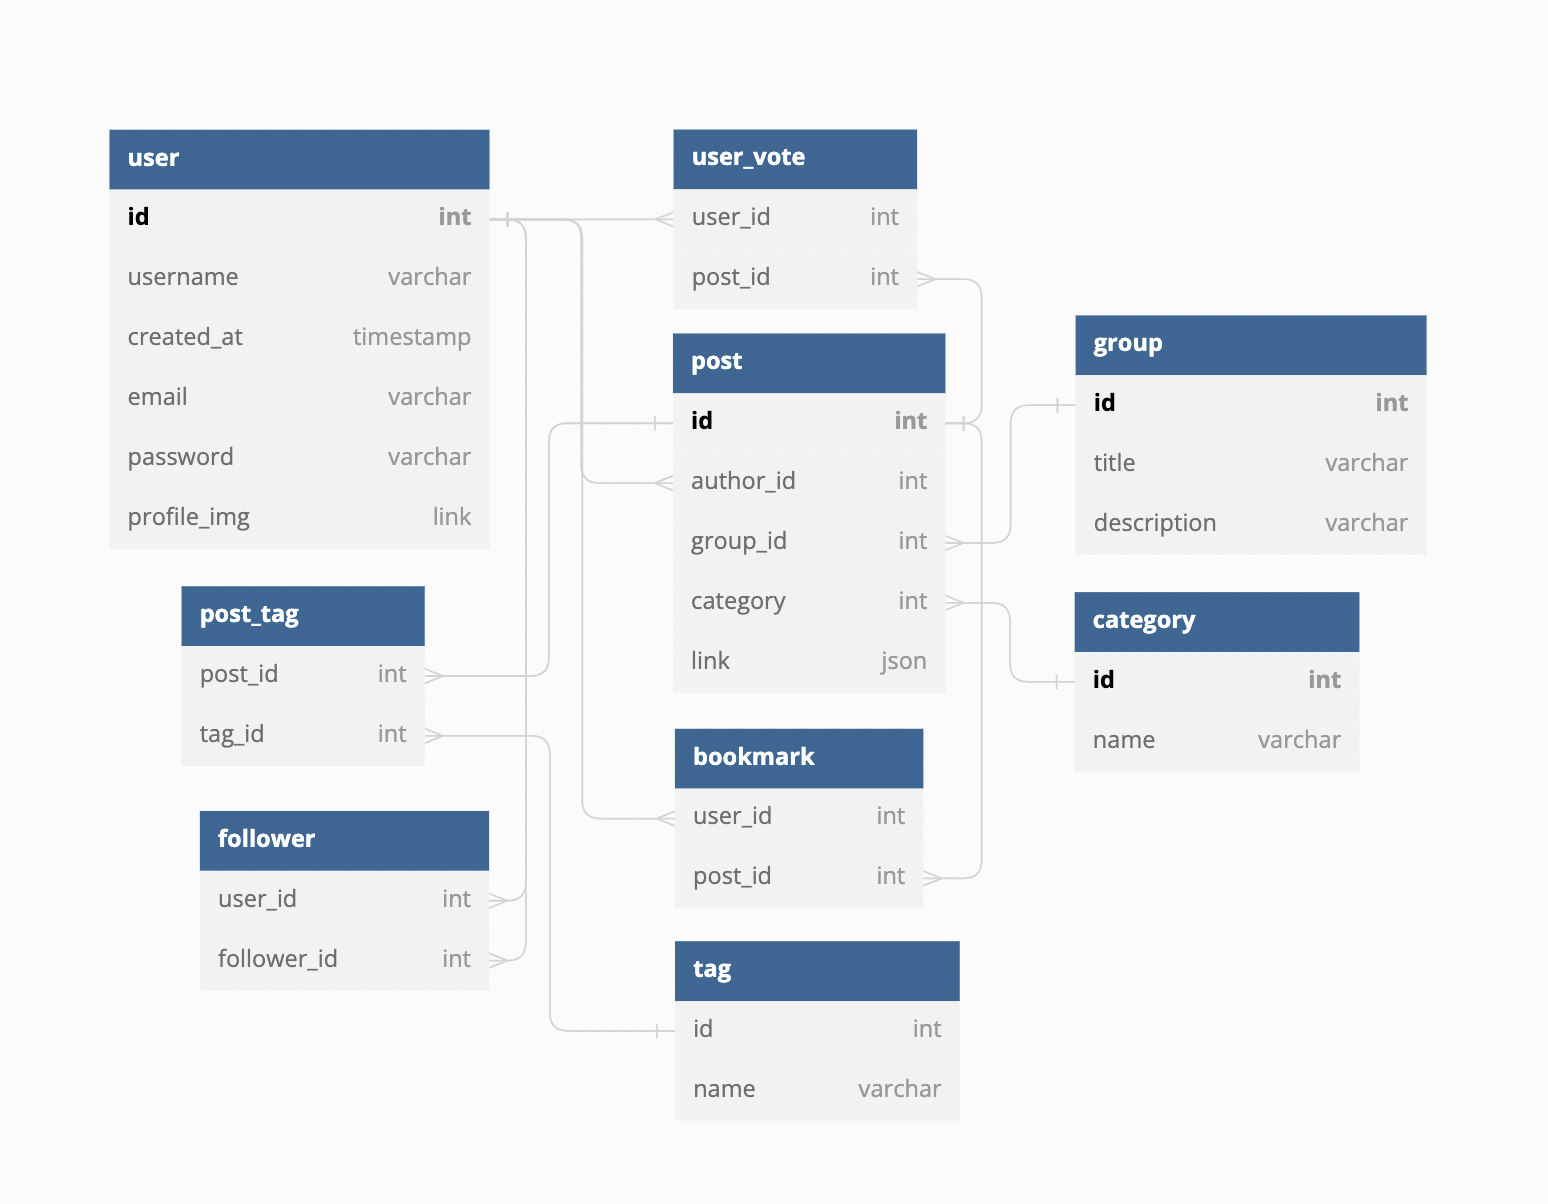 user
id int
username varchar
created_at timestamp
email varchar
password varchar
profile_img link
user_vote
user_id int
post_id int
post
id int
author_id int
group_id int
category int
link json
group
id int
title varchar
description varchar
category
id int
name varchar
post_tag
post_id int
tag_id int
bookmark
user_id int
post_id int
follower
user_id int
follower_id int
tag
id int
name varchar